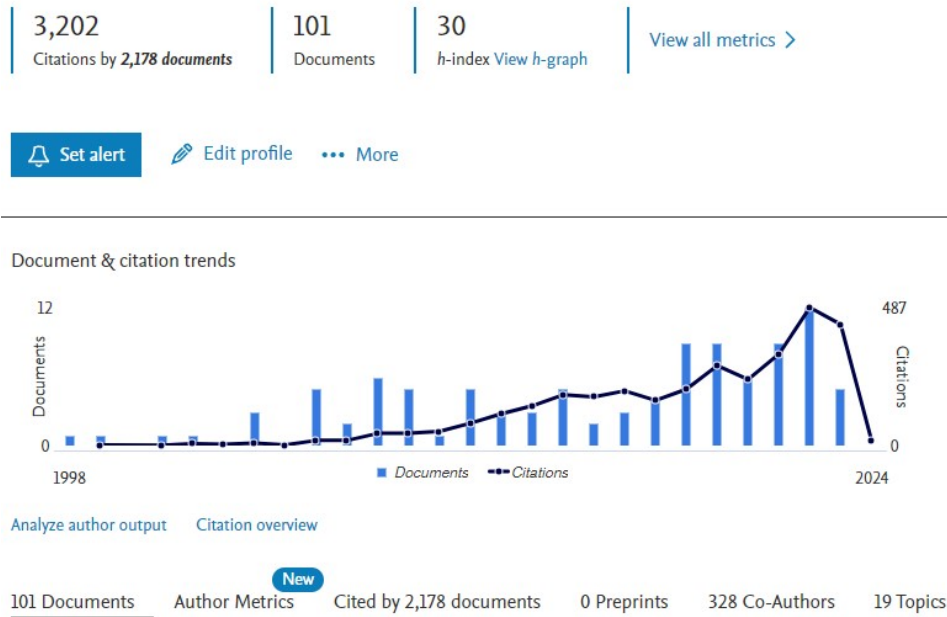 3,202 101 30
Citations by 2,178 documents Documents h-index View h-graph View all metrics >
Set alert Edit profile ••• More
Document & citation trends
12 487
Documents Citations
0 0
1998 2024
Documents Citations
Analyze author output Citation overview
New
101 Documents Author Metrics Cited by 2,178 documents 0 Preprints 328 Co-Authors 19 Topics